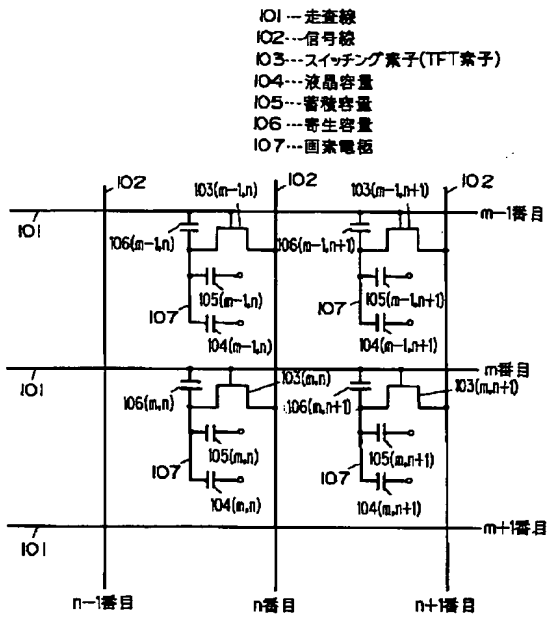 101---走査線
102---信号線
103---スイッチング素子(TFT素子)
104---液晶容量
105---蓄積容量
106---寄生容量
107---画素電極
102
103(m-1,n)
102
103(m-1,n+1)
102
m-1番目
101
106(m-1,n)
106(m-1,n+1)
105(m-1,n)
105(m-1,n+1)
107
107
104(m-1,n)
104(m-1,n+1)
m番目
101
103(m,n)
103(m,n+1)
106(m,n)
106(m,n+1)
105(m,n)
105(m,n+1)
107
107
104(m,n)
104(m,n+1)
m+1番目
101
n-1番目
n番目
n+1番目